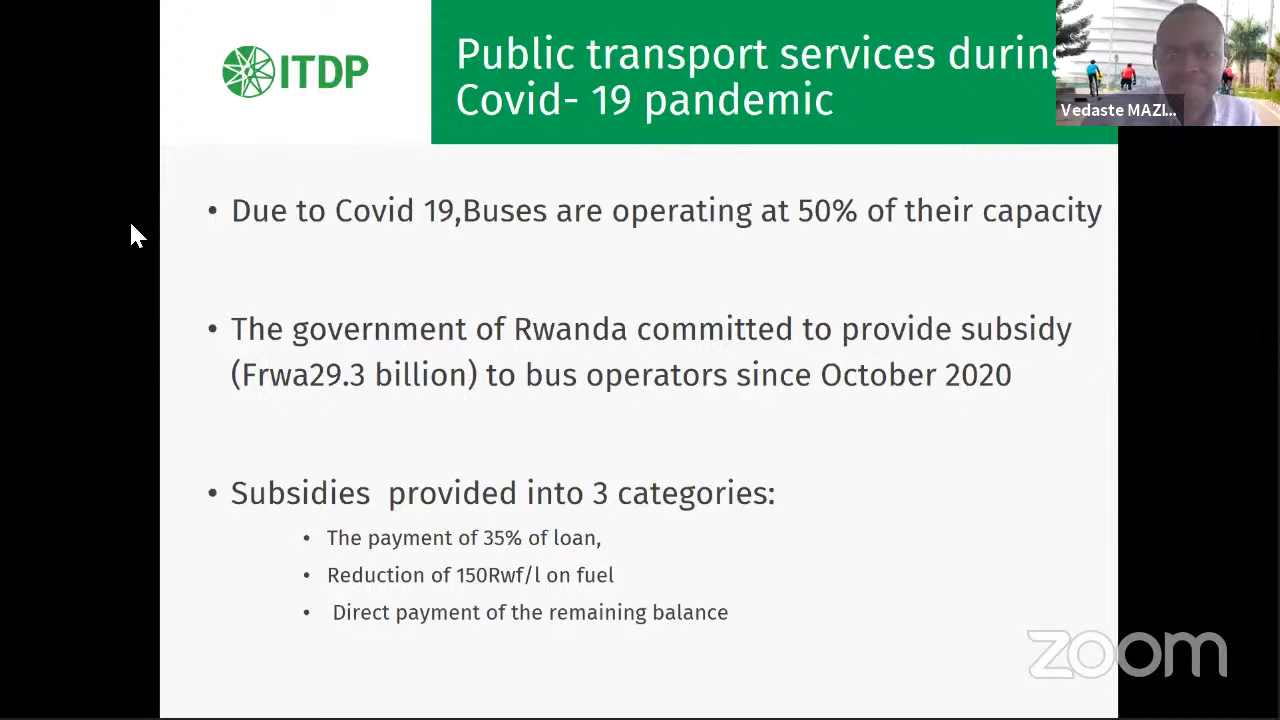 ITDP
Public transport services during
Covid- 19 pandemic
Vedaste MAZI...
• Due to Covid 19,Buses are operating at 50% of their capacity
• The government of Rwanda committed to provide subsidy
(Frwa29.3 billion) to bus operators since October 2020
• Subsidies provided into 3 categories:
• The payment of 35% of loan,
• Reduction of 150Rwf/l on fuel
• Direct payment of the remaining balance
zoom